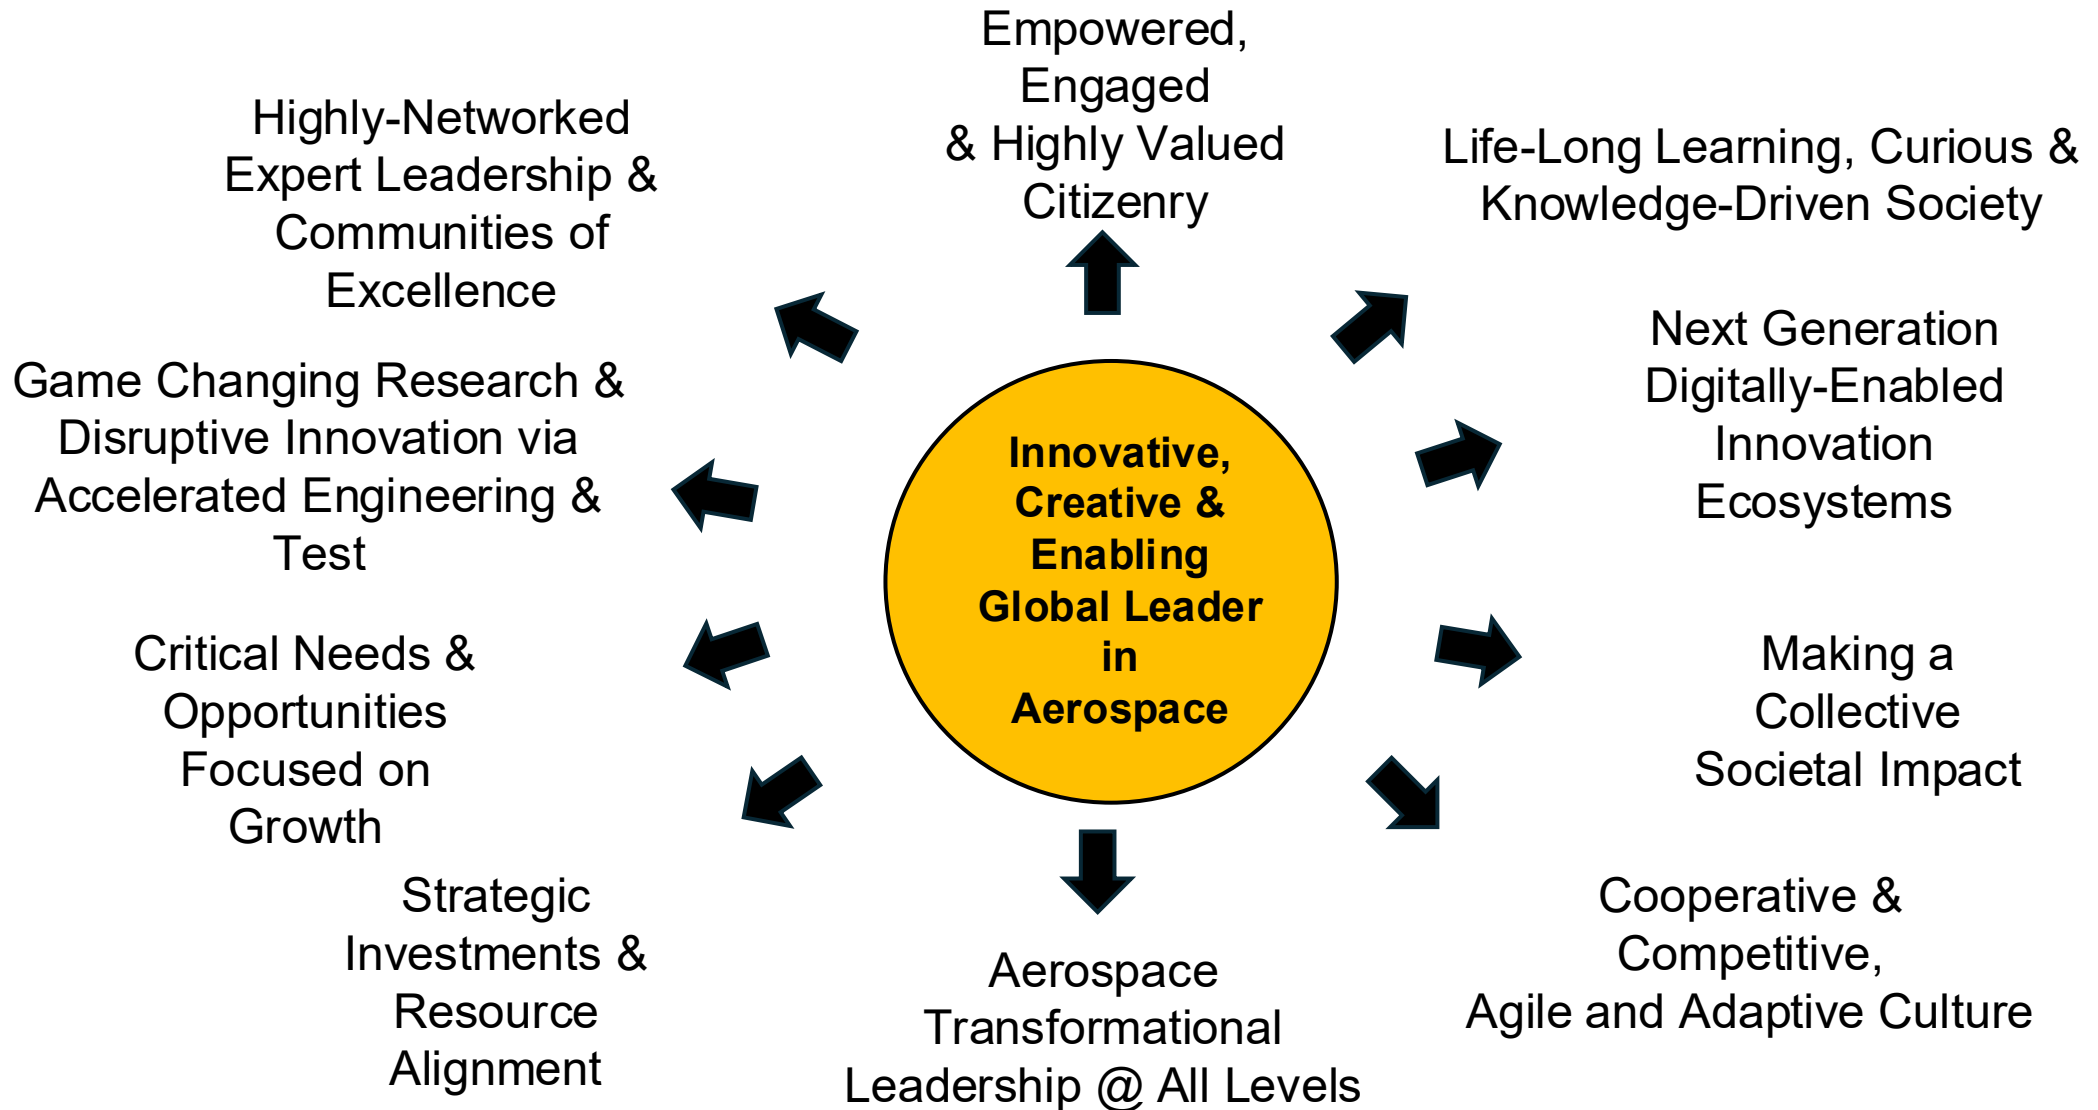 Empowered,
Engaged
& Highly Valued
Citizenry
Highly-Networked
Expert Leadership &
Communities of
Excellence
Life-Long Learning, Curious &
Knowledge-Driven Society
Game Changing Research &
Disruptive Innovation via
Accelerated Engineering &
Test
Next Generation
Digitally-Enabled
Innovation
Ecosystems
Innovative,
Creative &
Enabling
Global Leader
in
Aerospace
Critical Needs &
Opportunities
Focused on
Growth
Making a
Collective
Societal Impact
Strategic
Investments &
Resource
Alignment
Aerospace
Transformational
Leadership @ All Levels
Cooperative &
Competitive,
Agile and Adaptive Culture